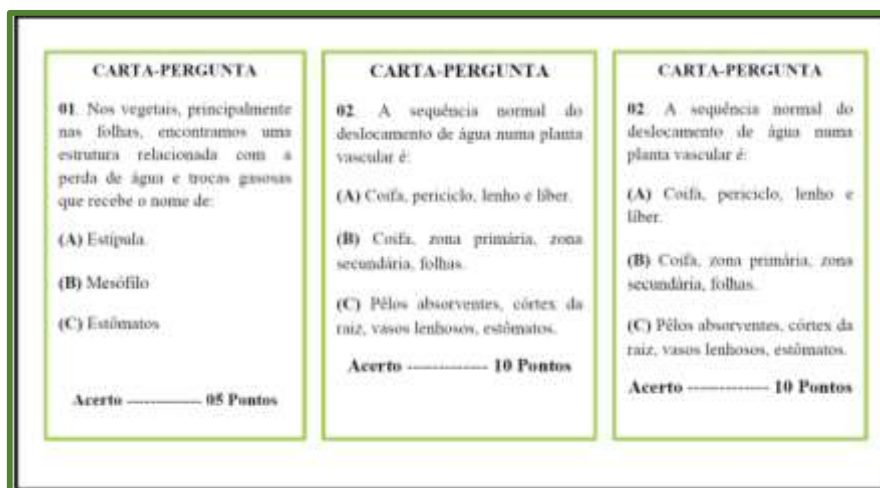 CARTA-PERGUNTA
01. Nos vegetais, principalmente
nas folhas, encontramos uma
estrutura relacionada com a
perda de água e trocas gasosas
que recebe o nome de:
(A) Estípula.
(B) Mesófilo
(C) Estômatos
Acerto -------------- 05 Pontos
CARTA-PERGUNTA
02. A sequência normal do
deslocamento de água numa planta
vascular é:
(A) Coifa, periciclo, lenho e líber.
(B) Coifa, zona primária, zona
secundária, folhas.
(C) Pêlos absorventes, córtex da
raiz, vasos lenhosos, estômatos.
Acerto --------------- 10 Pontos
CARTA-PERGUNTA
02. A sequência normal do
deslocamento de água numa
planta vascular é:
(A) Coifa, periciclo, lenho e
líber.
(B) Coifa, zona primária, zona
secundária, folhas.
(C) Pêlos absorventes, córtex da
raiz, vasos lenhosos, estômatos.
Acerto --------------- 10 Pontos